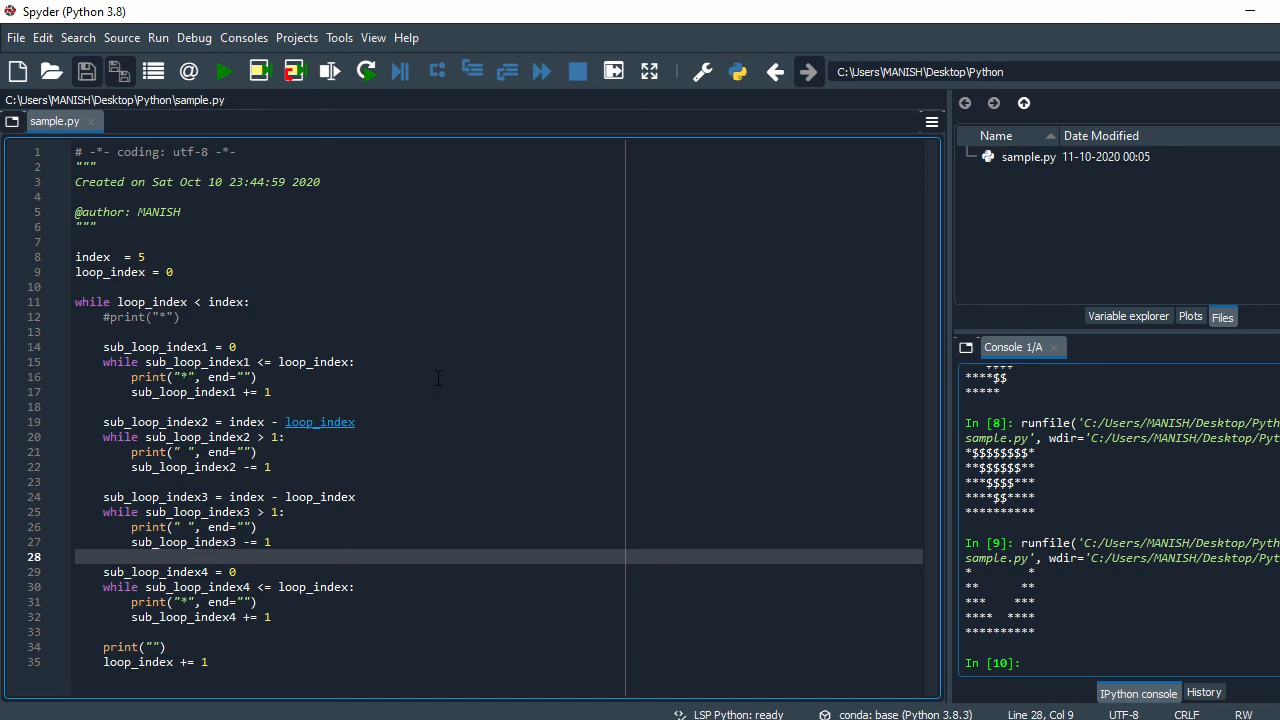 Spyder (Python 3.8)
File Edit Search Source Run Debug Consoles Projects Tools View Help
C:\Users\MANISH\Desktop\Python
C:\Users\MANISH\Desktop\Python\sample.py
sample.py
1 # -*- coding: utf-8 -*-
2 """
3 Created on Sat Oct 10 23:44:59 2020
4
5 @author: MANISH
6 """
7
8 index  = 5
9 loop_index = 0
10
11 while loop_index < index:
12     #print("*")
13
14     sub_loop_index1 = 0
15     while sub_loop_index1 <= loop_index:
16         print("*", end="")
17         sub_loop_index1 += 1
18
19     sub_loop_index2 = index - loop_index
20     while sub_loop_index2 > 1:
21         print(" ", end="")
22         sub_loop_index2 -= 1
23
24     sub_loop_index3 = index - loop_index
25     while sub_loop_index3 > 1:
26         print(" ", end="")
27         sub_loop_index3 -= 1
28
29     sub_loop_index4 = 0
30     while sub_loop_index4 <= loop_index:
31         print("*", end="")
32         sub_loop_index4 += 1
33
34     print("")
35     loop_index += 1
Name Date Modified
sample.py 11-10-2020 00:05
Variable explorer Plots Files
Console 1/A
****$$
*****
In [8]: runfile('C:/Users/MANISH/Desktop/Pyth
sample.py', wdir='C:/Users/MANISH/Desktop/Pyt
*$$$$$$$$*
**$$$$$$**
***$$$$***
****$$****
**********
In [9]: runfile('C:/Users/MANISH/Desktop/Pyth
sample.py', wdir='C:/Users/MANISH/Desktop/Pyt
*        *
**      **
***    ***
****  ****
**********
In [10]:
IPython console History
LSP Python: ready conda: base (Python 3.8.3) Line 28, Col 9 UTF-8 CRLF RW